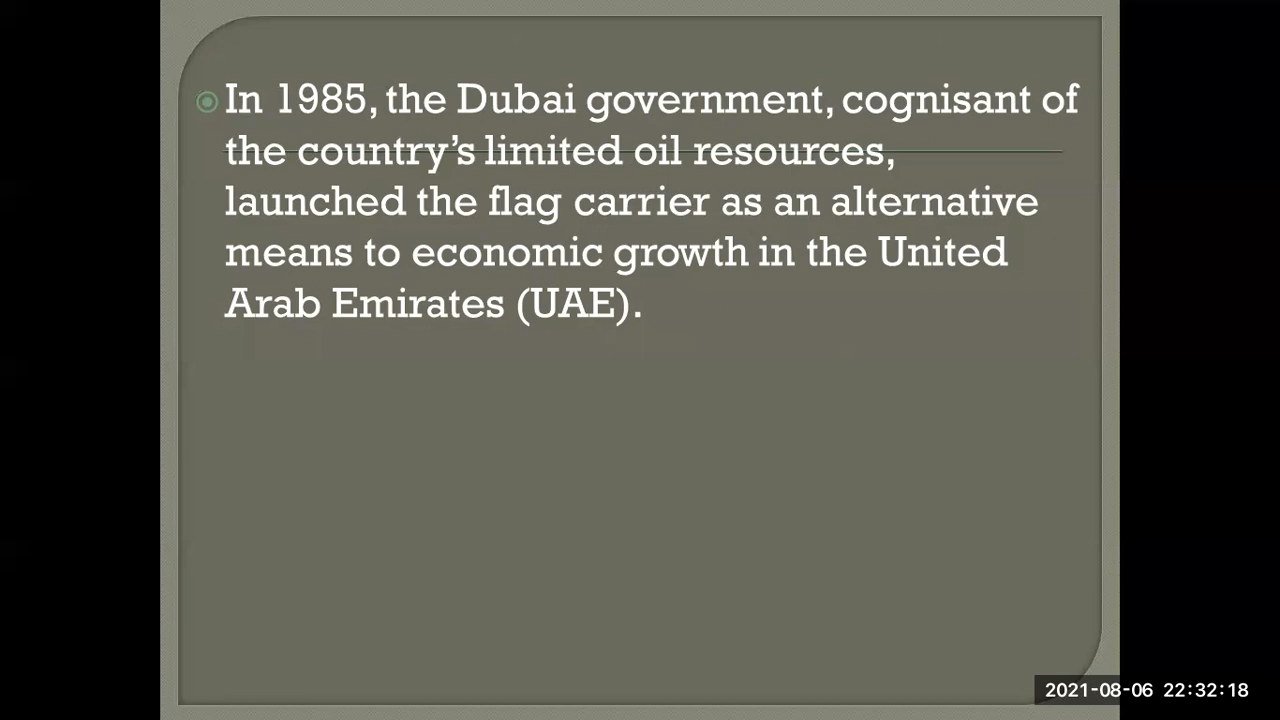 In 1985, the Dubai government, cognisant of
the country’s limited oil resources,
launched the flag carrier as an alternative
means to economic growth in the United
Arab Emirates (UAE).
2021-08-06 22:32:18